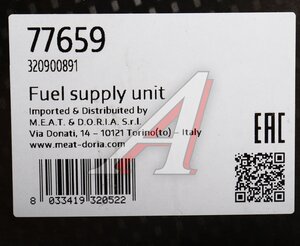 77659
320900891
Fuel supply unit
Imported & Distribuited by
M.E.A.T. & D.O.R.I.A. S.r.l.
Via Donati, 14 - 10121 Torino(to) - Italy
www.meat-doria.com
EAC
8 033419 320522